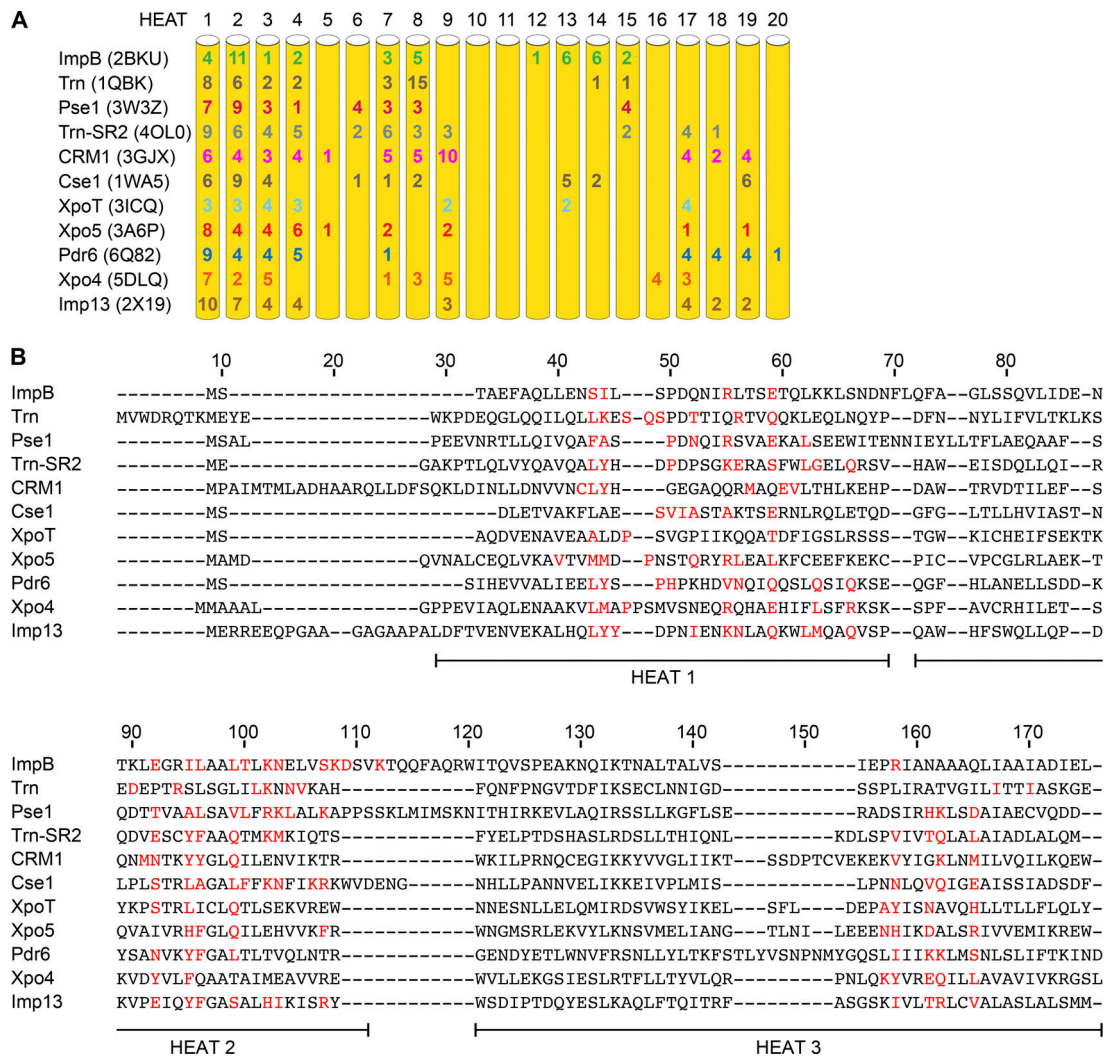 A
HEAT 1 2 3 4 5 6 7 8 9 10 11 12 13 14 15 16 17 18 19 20
ImpB (2BKU) 4 11 1 2 3 5 1 6 6 2
Trn (1QBK) 8 6 2 2 3 15 1 1
Pse1 (3W3Z) 7 9 3 1 4 3 3 4
Trn-SR2 (4OL0) 9 6 4 5 2 6 3 3 2 4 1
CRM1 (3GJX) 6 4 3 4 1 5 5 10 4 2 4
Cse1 (1WA5) 6 9 4 1 1 2 5 2 6
XpoT (3ICQ) 3 3 4 3 2 2 4
Xpo5 (3A6P) 8 4 4 6 1 2 2 1 1
Pdr6 (6Q82) 9 4 4 5 1 4 4 4 1
Xpo4 (5DLQ) 7 2 5 1 3 5 4 3
Imp13 (2X19) 10 7 4 4 3 4 2 2
B
10 20 30 40 50 60 70 80
ImpB --------MS----------------------TAEFAQLLENSIL---SPDQNIRLTSETQLKKLSNDNFLQFA---GLSSQVLIDE-N
Trn MVWDRQTKMEYE----------------WKPDEQGLQQILQLLKES-QSPDTTIQRTVQQKLEQLNQYP--DFN--NYLIFVLTKLKS
Pse1 --------MSAL----------------PEEVNRTLLQIVQAFAS----PDNQIRSVAEKALSEEWITENNIEYLLTFLAEQAAF-S
Trn-SR2 --------ME-----------------GAKPTLQLVYQAVQALYH----DPDPSGKERASFWLGELQRSV--HAW--EISDQLLQI-R
CRM1 --------MPAIMTMLADHAARQLLDFSQKLDINLLDNVVNCLYH----GEGAQQRMAQEVLTHLKEHP--DAW--TRVDTILEF-S
Cse1 --------MS------------------------DLETVAKFLAE----SVIASTAKTSERNLRQLETQD--GFG--LTLLHVIAST-N
XpoT --------MS----------------------AQDVENAVEAALDP---SVGPIIKQQATDFIGSLRSSS--TGW--KICHEIFSEKTK
Xpo5 --------MAMD---------------QVNALCEQLVKAVTVMMD--PNSTQRYRLEALKFCEEFKEKC--PIC--VPCGLRLAEK-T
Pdr6 --------MS---------------------SIHEVVALIEELYS---PHPKHDVNQIQQSLQSIQKSE--QGF--HLANELLSDD-K
Xpo4 -------MMAAAL--------------GPPEVIAQLENAAKVLMAPPSMVSNEQRQHAEHIFLSFRKSK--SPF--AVCRHILET-S
Imp13 --------MERREEQPGAA--GAGAAPALDFTVENVEKALHQLYY----DPNIENKNLAQKWLMQAQVSP--QAW--HFSWQLLQP-D
HEAT 1
90 100 110 120 130 140 150 160 170
ImpB TKLEGRILAALTLKNELVSKDSVKTQQFAQRWITQVSPEAKNQIKTNALTALVS------------IEPRIANAAAQLIAAIADIEL-
Trn EDEPTRSLSGLILKNNVKAH-----------FQNFPNGVTDFIKSECLNNIGD-------------SSPLIRATVGILITTIASKGE-
Pse1 QDTTVAALSAVLFRKLALKAPPSSKLMIMSKNITHIRKEVLAQIRSSLLKGFLSE-----------RADSIRHKLSDAIAECVQDD--
Trn-SR2 QDVESCYFAAQTMKMKIQTS-----------FYELPTDSHASLRDSLLTHIQNL--------KDLSPVIVTQLALAIADLALQM----
CRM1 QNMNTKYYGLQILENVIKTR-----------WKILPRNQCEGIKKYVVGLIIKT-----SSDPTCVEKEKVYIGKLNMILVQILKQEW
Cse1 LPLSTRLAGALFFKNFIKRKWVDENG-----NHLLPANNVELIKKEIVPLMIS-----------LPNNLQVQIGEAISSIADSDF-
XpoT YKPSTRLICLQTLSEKVREW-----------NNESNLLELQMIRDSVWSYIKEL---SFL---DEPAYISNAVQHLLTLLFLQLY-
Xpo5 QVAIVRHFGLQILEHVVKFR-----------WNGMSRLEKVYLKNSVMELIANG---TLNI--LEEENHIKDALSRIVVEMIKREW-
Pdr6 YSANVKYFGALTLTVQLNTR-----------ENDYETLWNVFRSNLLYLTKFSTLYVSNPNMYGQSLIIIKKLMSNLSLIFTKIND
Xpo4 KVDYVLFQAATAIMEAVVRE-----------WVLLEKGSIESLRTFLLTYVLQR---------PNLQKYVREQILLAVAVIVKRGSL
Imp13 KVPEIQYFGASALHIKISRY-----------WSDIPTDQYESLKAQLFTQITRF---------ASGSKIVLTRLCVALASLALSMM--
HEAT 2 HEAT 3